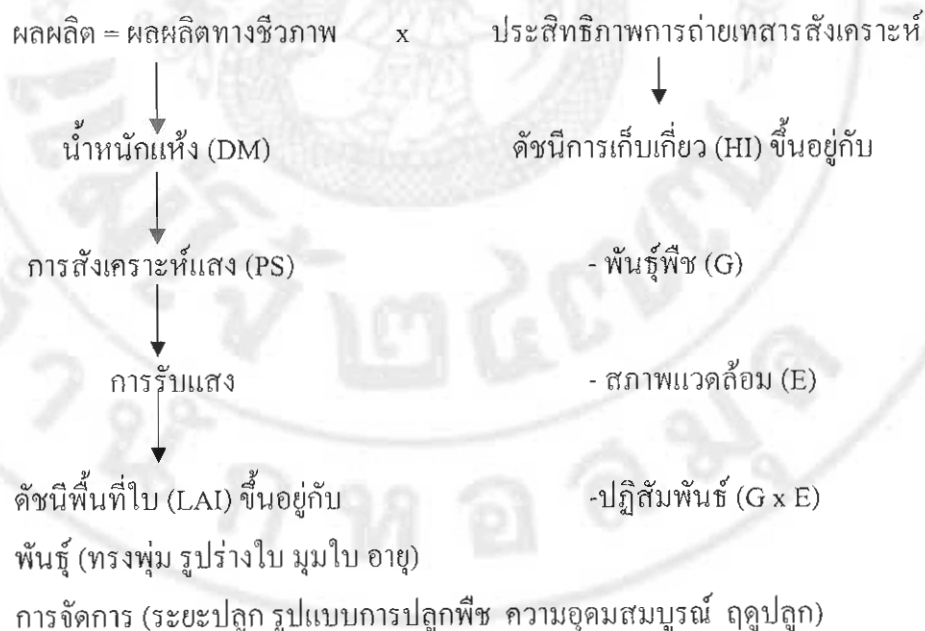 ผลผลิต = ผลผลิตทางชีวภาพ x ประสิทธิภาพการถ่ายเทสารสังเคราะห์
น้ำหนักแห้ง (DM) ดัชนีการเก็บเกี่ยว (HI) ขึ้นอยู่กับ
การสังเคราะห์แสง (PS) - พันธุ์พืช (G)
การรับแสง - สภาพแวดล้อม (E)
ดัชนีพื้นที่ใบ (LAI) ขึ้นอยู่กับ -ปฏิสัมพันธ์ (G x E)
พันธุ์ (ทรงพุ่ม รูปร่างใบ มุมใบ อายุ)
การจัดการ (ระยะปลูก รูปแบบการปลูกพืช ความอุดมสมบูรณ์ ฤดูปลูก)